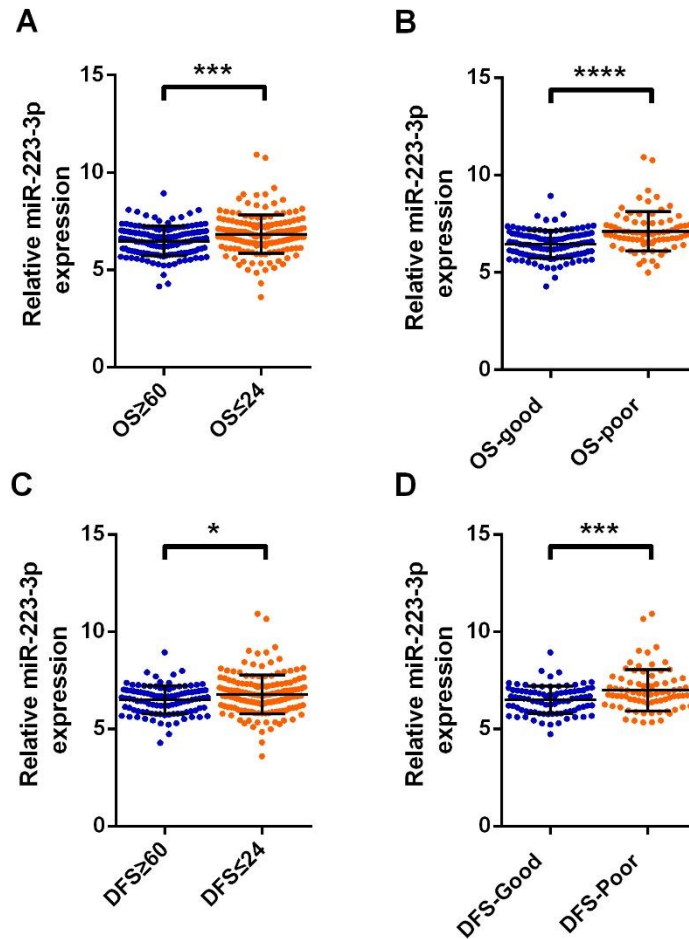 A
Relative miR-223-3p
expression
15
10
5
0
***
OS≥60
OS≤24
B
Relative miR-223-3p
expression
15
10
5
0
****
OS-good
OS-poor
C
Relative miR-223-3p
expression
15
10
5
0
*
DFS≥60
DFS≤24
D
Relative miR-223-3p
expression
15
10
5
0
***
DFS-Good
DFS-Poor